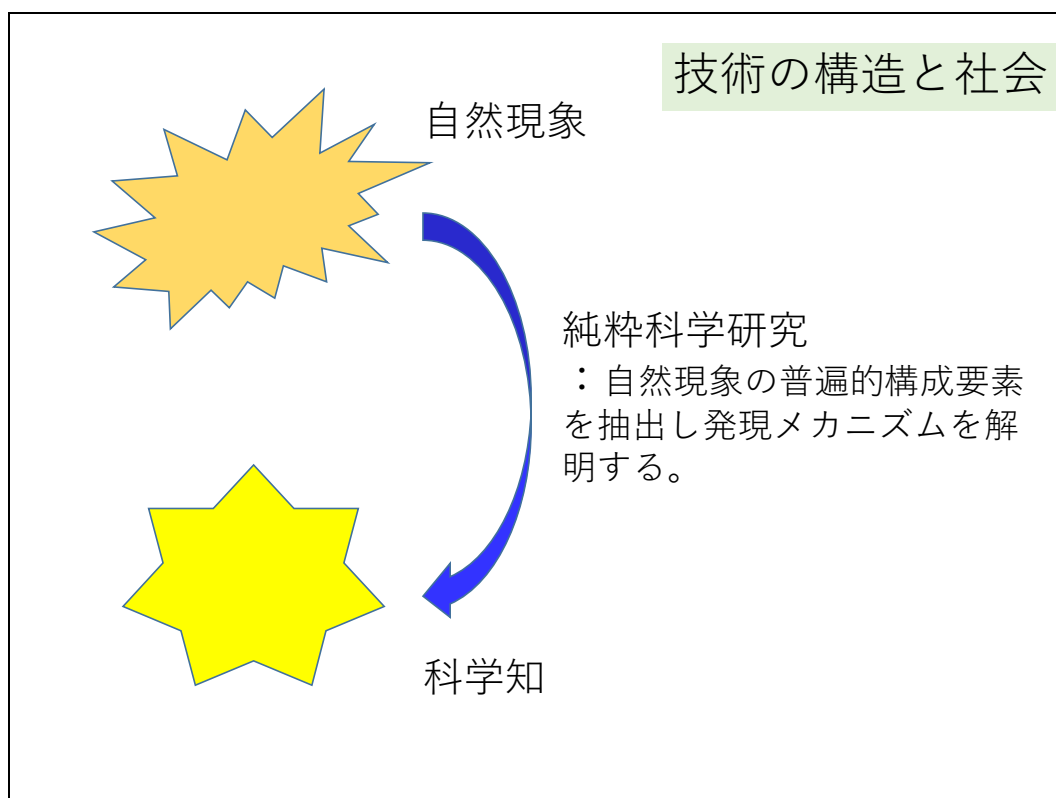 技術の構造と社会
自然現象
純粋科学研究
：自然現象の普遍的構成要素
を抽出し発現メカニズムを解
明する。
科学知